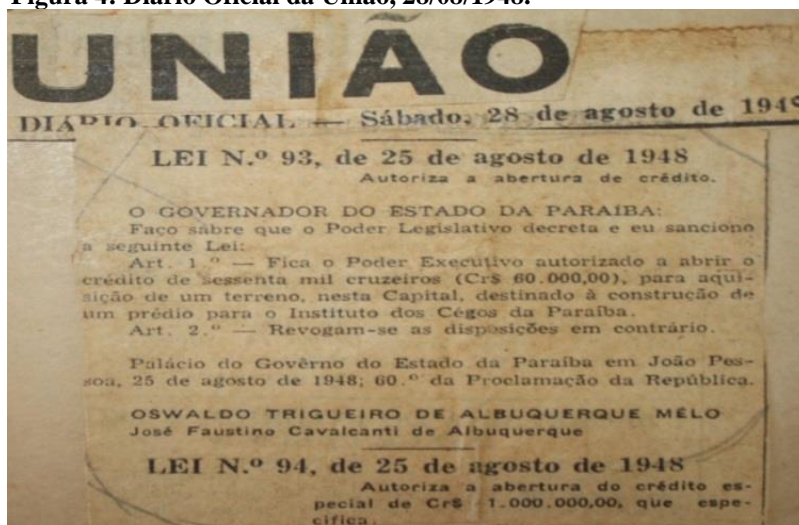 Figura 4: Diário Oficial da União, 28/08/1948.
UNIÃO
DIÁRIO OFICIAL — Sábado, 28 de agosto de 1948
LEI N.º 93, de 25 de agosto de 1948
Autoriza a abertura de crédito.
O GOVERNADOR DO ESTADO DA PARAÍBA:
Faço sàbre que o Poder Legislativo decreta e eu sanciono
a seguinte Lei:
Art. 1.º — Fica o Poder Executivo autorizado a abrir o
crédito de sessenta mil cruzeiros (Cr$ 60.000,00), para aqui-
sição de um terreno, nesta Capital, destinado à construção de
um prédio para o Instituto dos Cégos da Paraíba.
Art. 2.º — Revogam-se as disposições em contrário.
Palácio do Govêrno do Estado da Paraíba em João Pes-
soa, 25 de agosto de 1948; 60.º da Proclamação da República.
OSWALDO TRIGUEIRO DE ALBUQUERQUE MÉLO
José Faustino Cavalcanti de Albuquerque
LEI N.º 94, de 25 de agosto de 1948
Autoriza a abertura do crédito es-
pecial de Cr$ 1.000.000,00, que espe-
cifica.